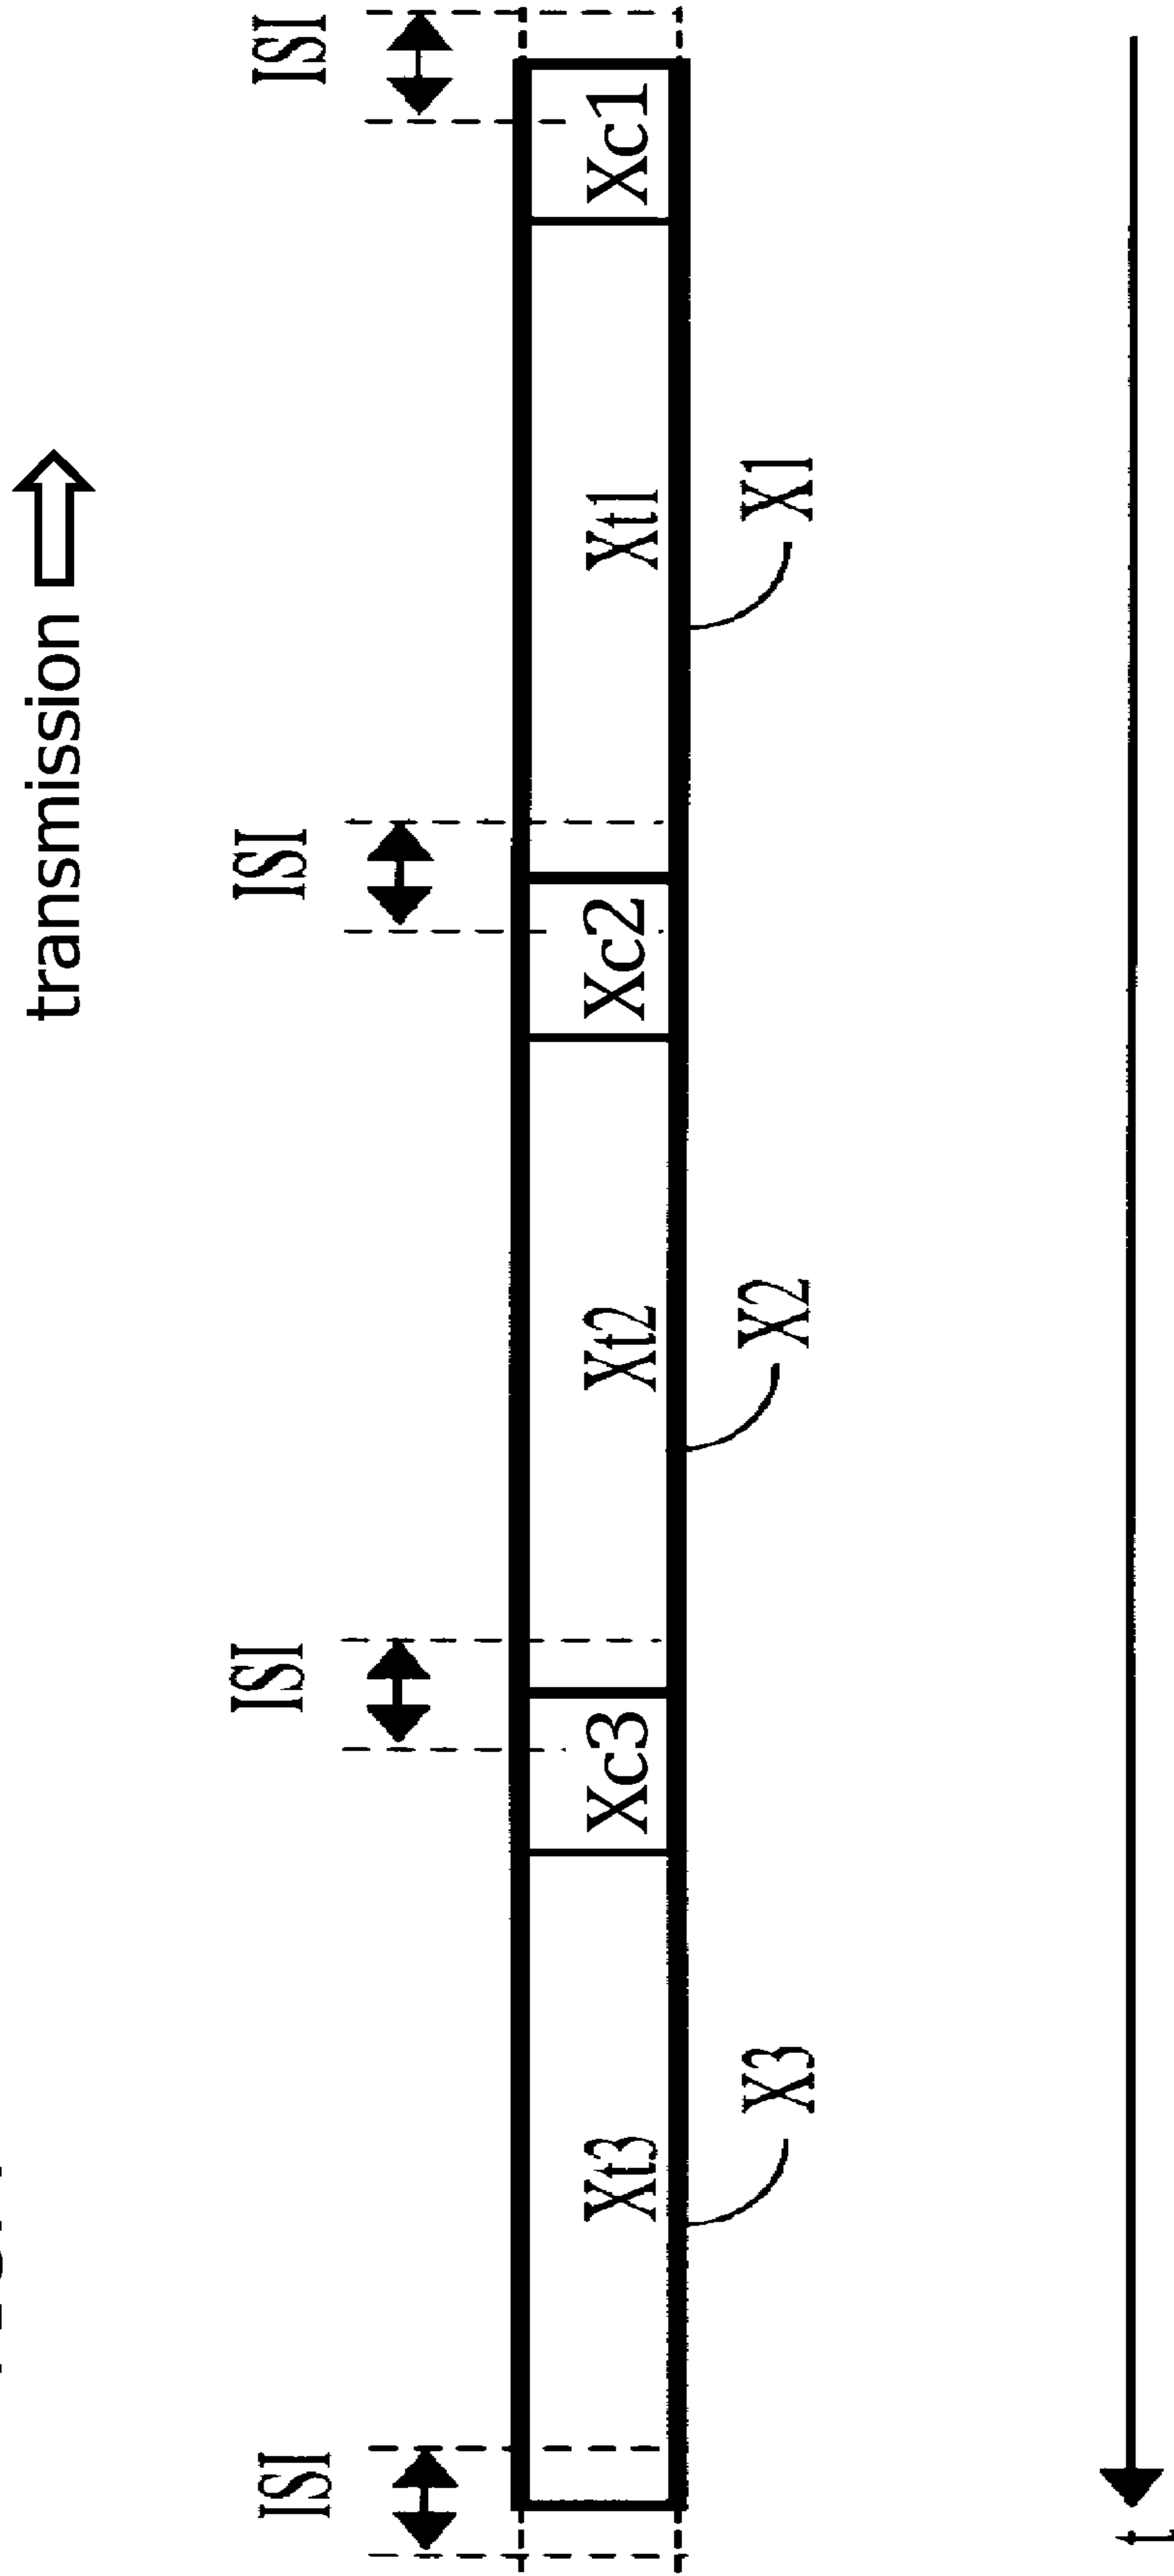 transmission
ISI
ISI
ISI
ISI
Xt3
Xc3
Xt2
Xc2
Xt1
Xc1
X3
X2
X1
t